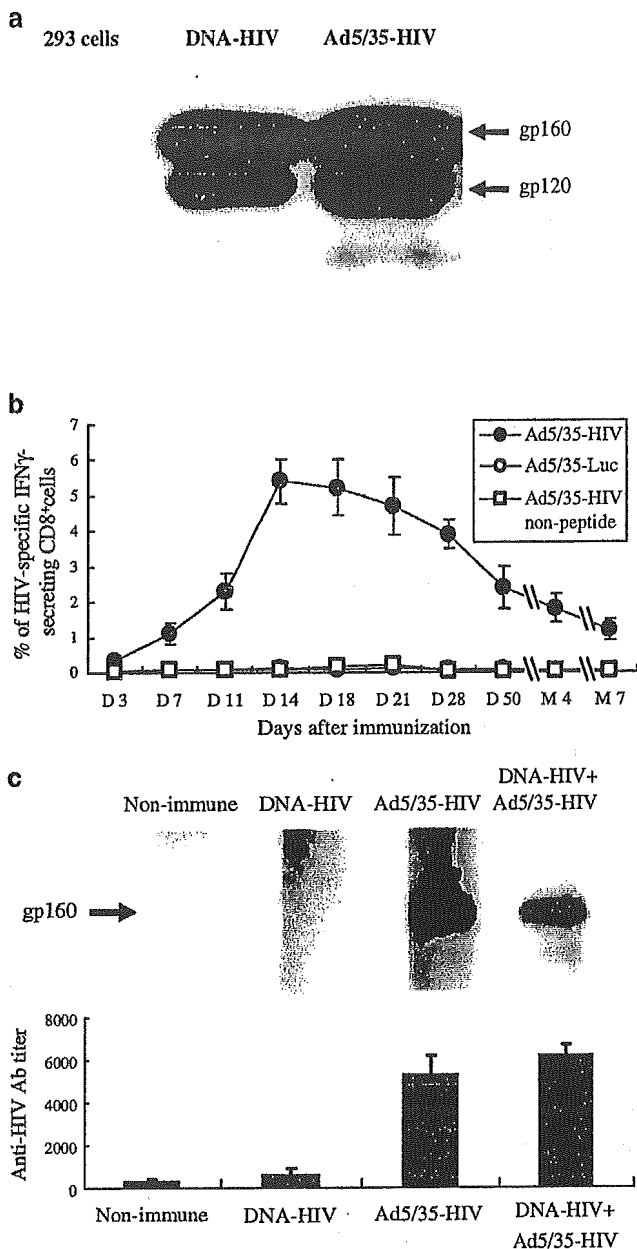 a
293 cells DNA-HIV Ad5/35-HIV
gp160
gp120
b
% of HIV-specific IFNγ-
secreting CD8⁺cells
7
6
5
4
3
2
1
0
Ad5/35-HIV
Ad5/35-Luc
Ad5/35-HIV
non-peptide
D 3 D 7 D 11 D 14 D 18 D 21 D 28 D 50 M 4 M 7
Days after immunization
c
Non-immune DNA-HIV Ad5/35-HIV DNA-HIV+
Ad5/35-HIV
gp160
Anti-HIV Ab titer
8000
6000
4000
2000
0
Non-immune DNA-HIV Ad5/35-HIV DNA-HIV+
Ad5/35-HIV